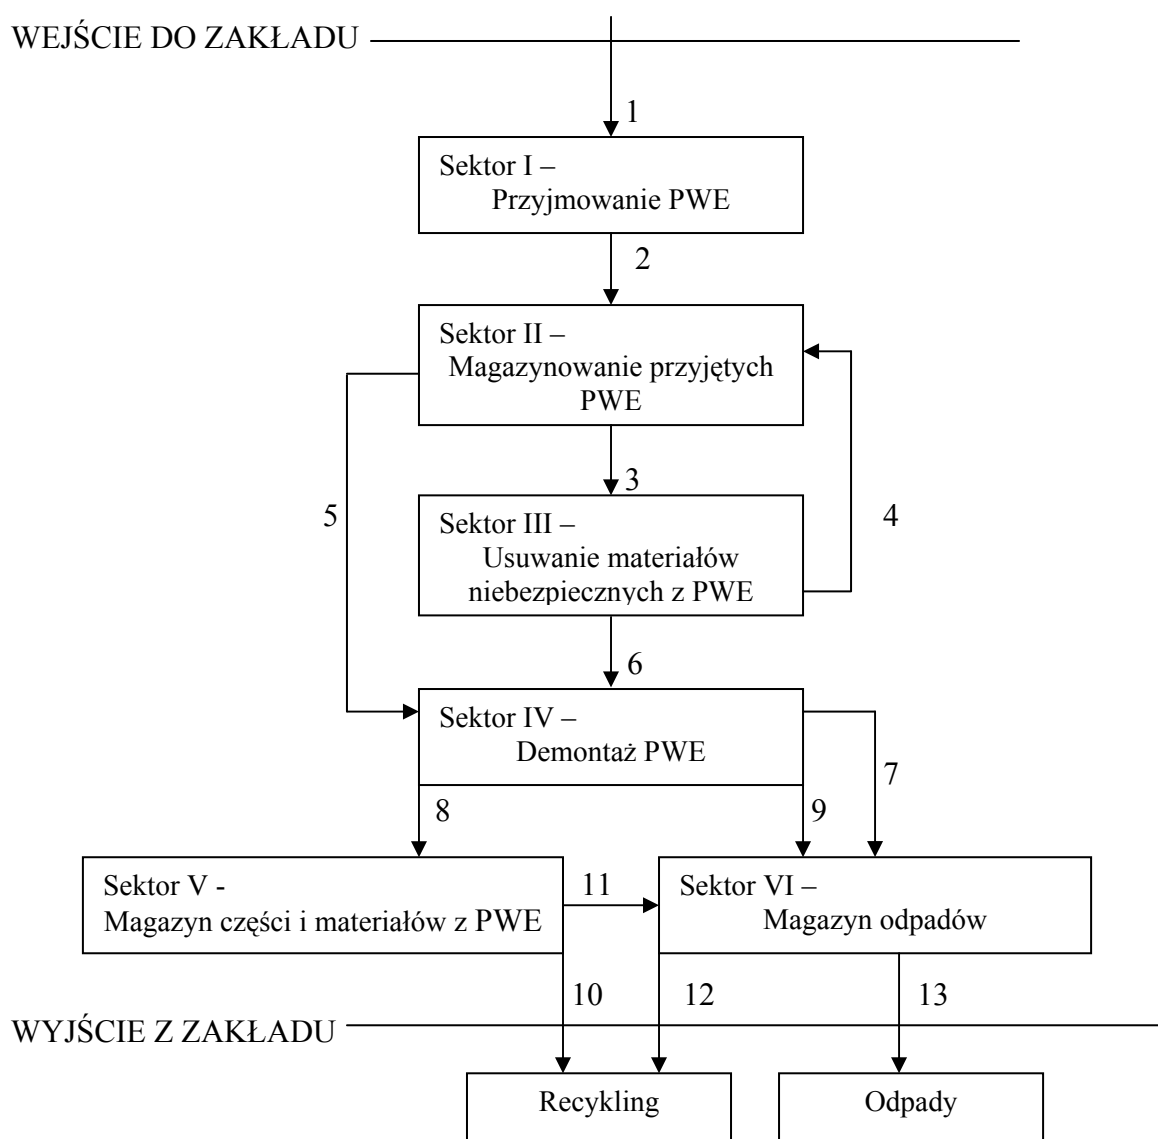 WEJŚCIE DO ZAKŁADU
1
Sektor I –
Przyjmowanie PWE
2
Sektor II –
Magazynowanie przyjętych
PWE
3
Sektor III –
Usuwanie materiałów
niebezpiecznych z PWE
4
5
6
Sektor IV –
Demontaż PWE
7
8
9
Sektor V -
Magazyn części i materiałów z PWE
11
Sektor VI –
Magazyn odpadów
10
12
13
WYJŚCIE Z ZAKŁADU
Recykling
Odpady